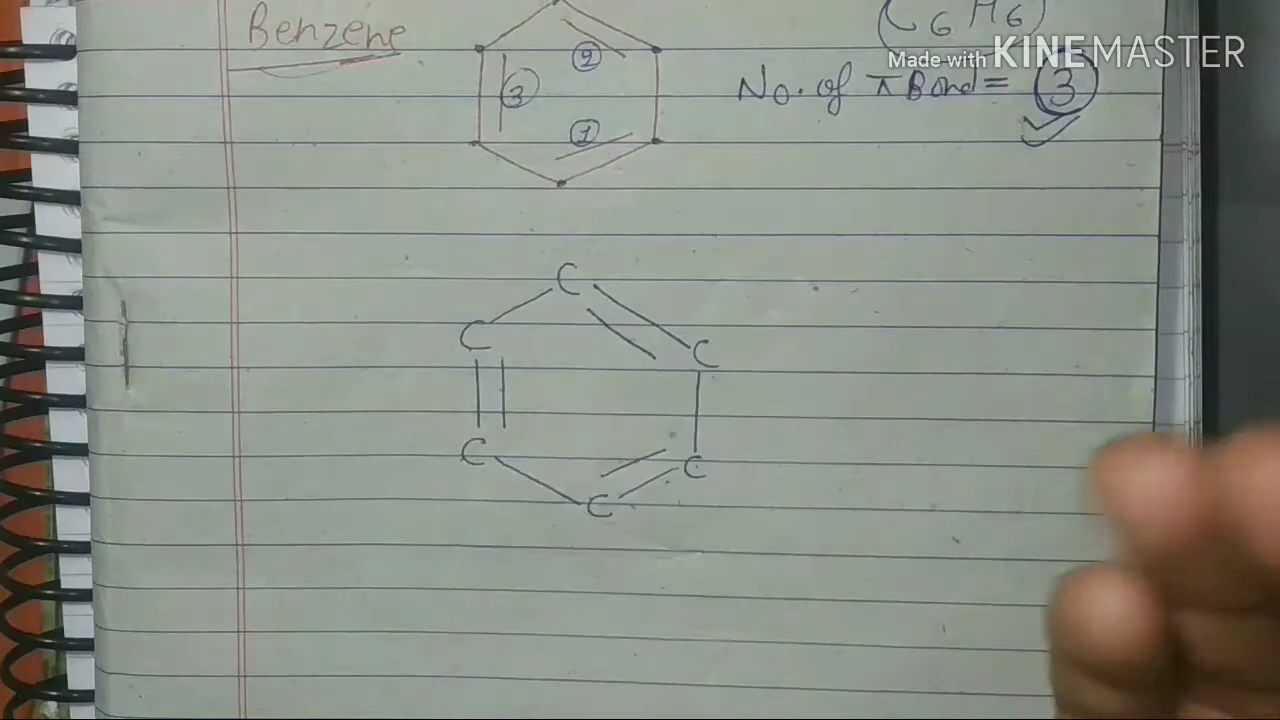 Benzene
(C6H6)
Made with KINEMASTER
②
No. of π Bond = ③
③
①
C
C
C
C
C
C